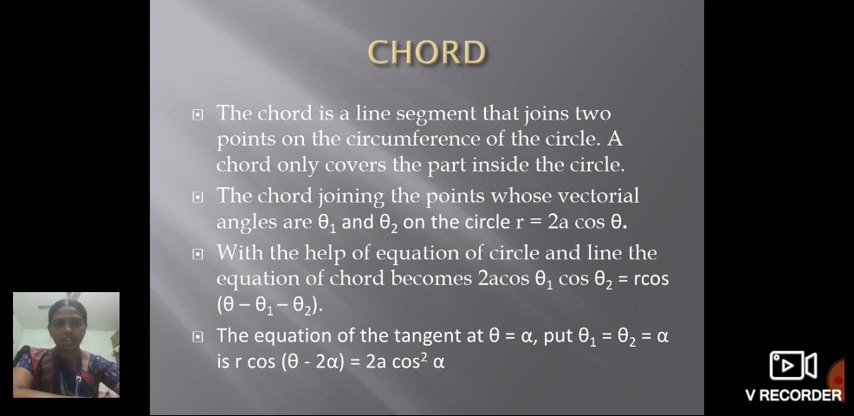 CHORD
The chord is a line segment that joins two
points on the circumference of the circle. A
chord only covers the part inside the circle.
The chord joining the points whose vectorial
angles are θ₁ and θ₂ on the circle r = 2a cos θ.
With the help of equation of circle and line the
equation of chord becomes 2acos θ₁ cos θ₂ = rcos
(θ – θ₁ – θ₂).
The equation of the tangent at θ = α, put θ₁ = θ₂ = α
is r cos (θ - 2α) = 2a cos² α
V RECORDER